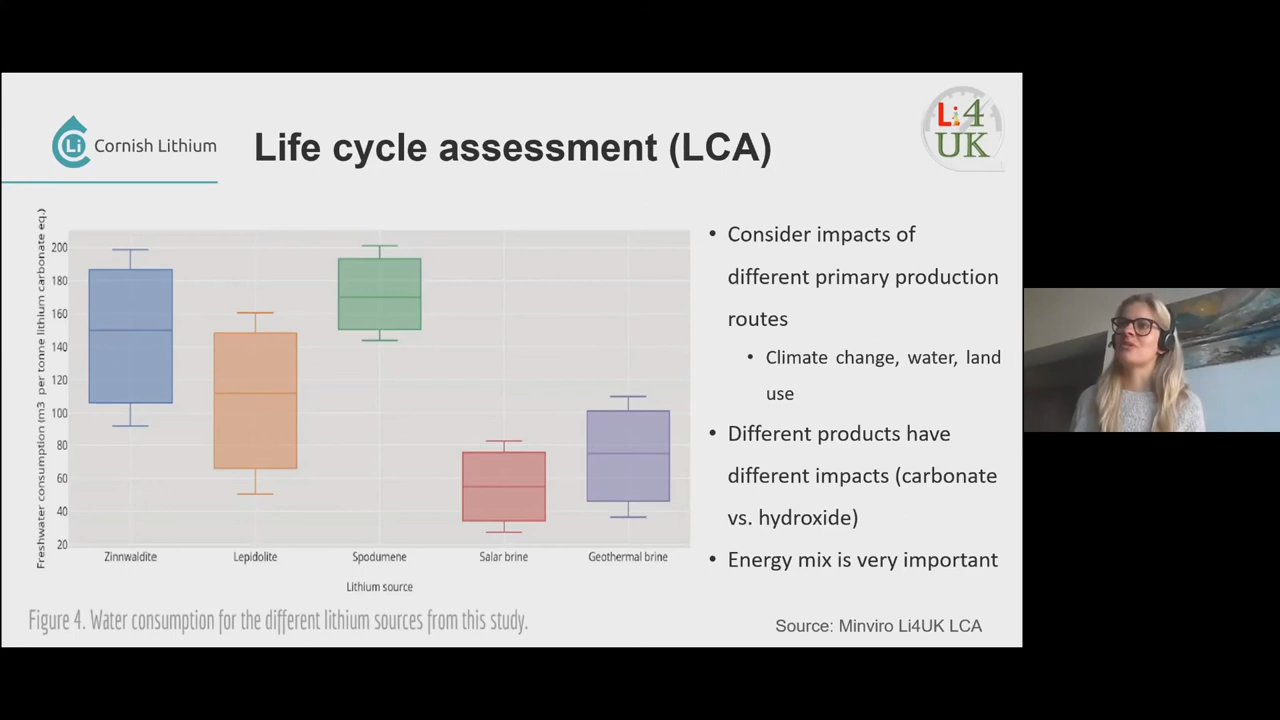 Li
Cornish Lithium
Life cycle assessment (LCA)
Li4
UK
Freshwater consumption (m3 per tonne lithium carbonate eq.)
200
180
160
140
120
100
80
60
40
20
Zinnwaldite
Lepidolite
Spodumene
Salar brine
Geothermal brine
Lithium source
Figure 4. Water consumption for the different lithium sources from this study.
• Consider impacts of
different primary production
routes
• Climate change, water, land
use
• Different products have
different impacts (carbonate
vs. hydroxide)
• Energy mix is very important
Source: Minviro Li4UK LCA